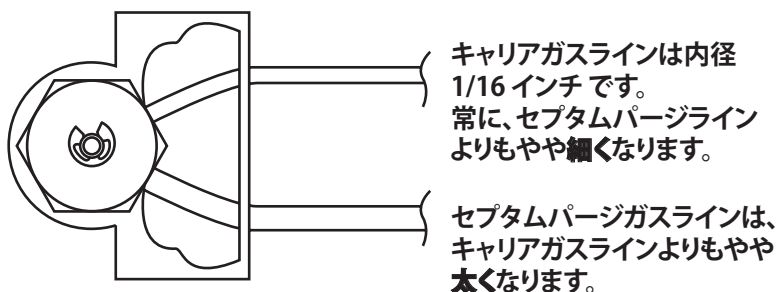 キャリアガスラインは内径
1/16 インチ です。
常に、セプタムパージライン
よりもやや細くなります。
セプタムパージガスラインは、
キャリアガスラインよりもやや
太くなります。